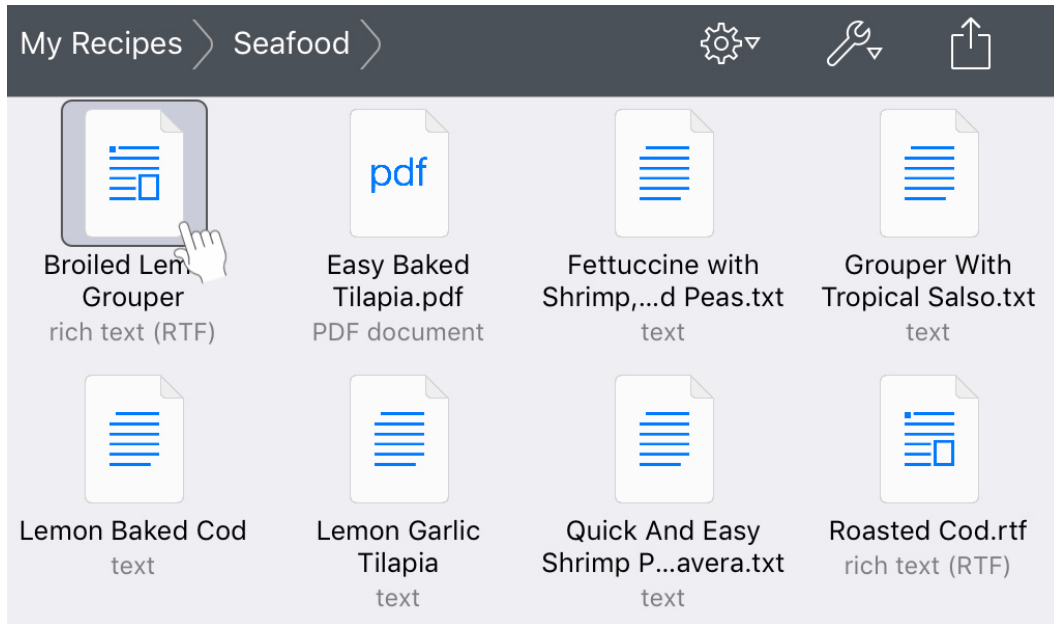 My Recipes
Seafood
pdf
Broiled Lem
Grouper
rich text (RTF)
Easy Baked
Tilapia.pdf
PDF document
Fettuccine with
Shrimp,...d Peas.txt
text
Grouper With
Tropical Salso.txt
text
Lemon Baked Cod
text
Lemon Garlic
Tilapia
text
Quick And Easy
Shrimp P...avera.txt
text
Roasted Cod.rtf
rich text (RTF)